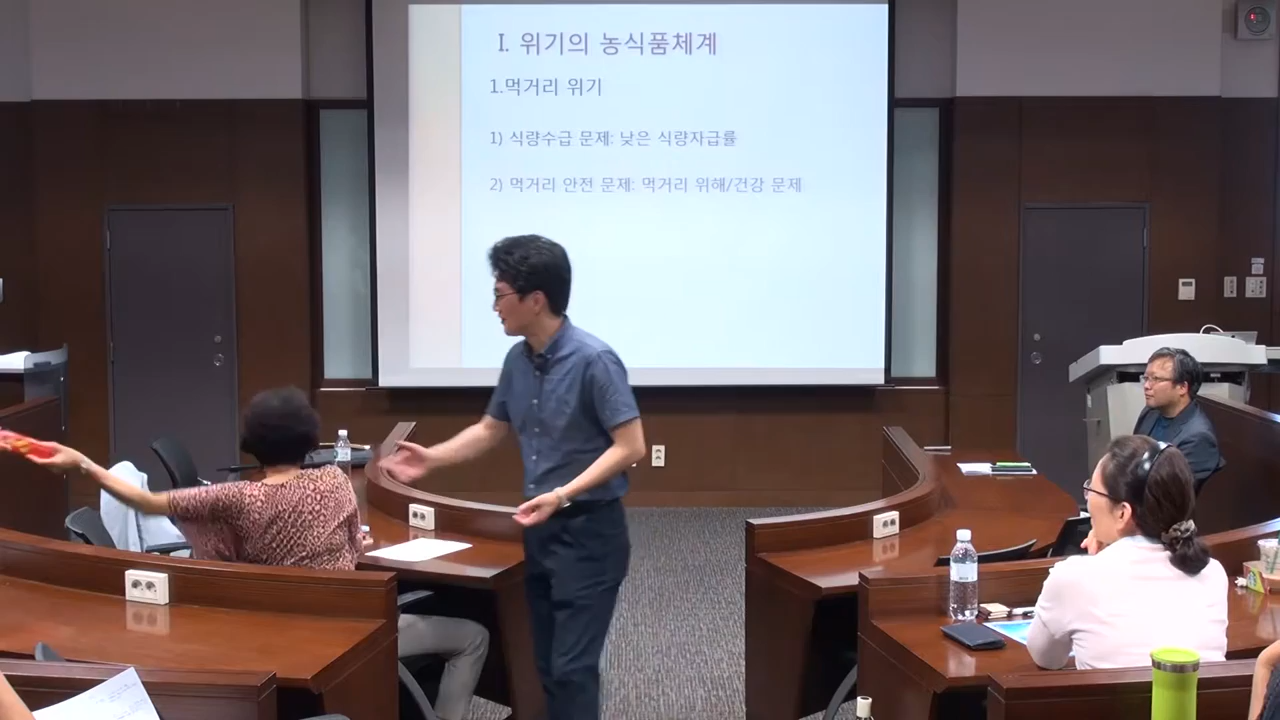 I. 위기의 농식품체계
1.먹거리 위기
1) 식량수급 문제: 낮은 식량자급률
2) 먹거리 안전 문제: 먹거리 위해/건강 문제